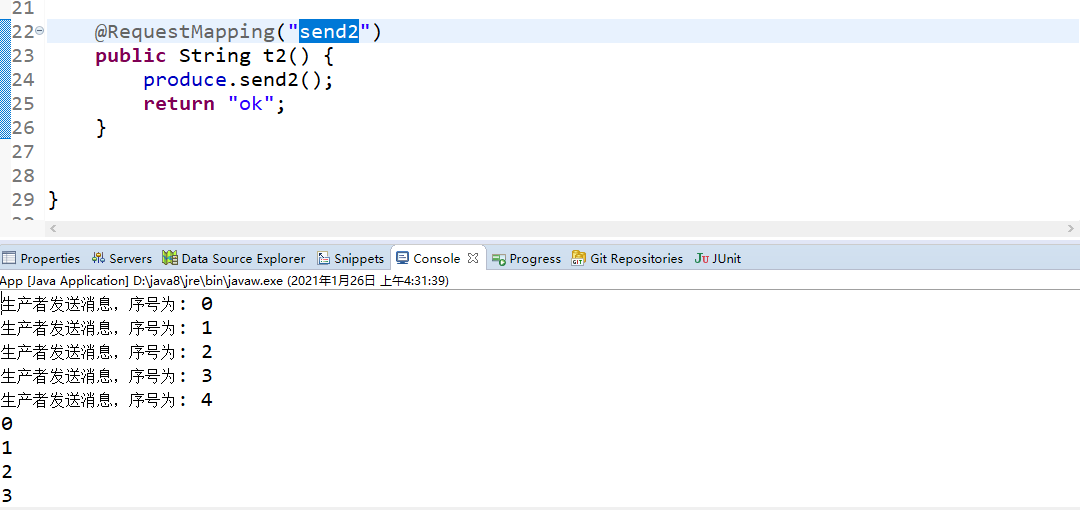 21
22 @RequestMapping("send2")
23 public String t2() {
24 produce.send2();
25 return "ok";
26 }
27
28
29 }
Properties Servers Data Source Explorer Snippets Console Progress Git Repositories JUnit
App [Java Application] D:\java8\jre\bin\javaw.exe (2021年1月26日 上午4:31:39)
生产者发送消息，序号为: 0
生产者发送消息，序号为: 1
生产者发送消息，序号为: 2
生产者发送消息，序号为: 3
生产者发送消息，序号为: 4
0
1
2
3